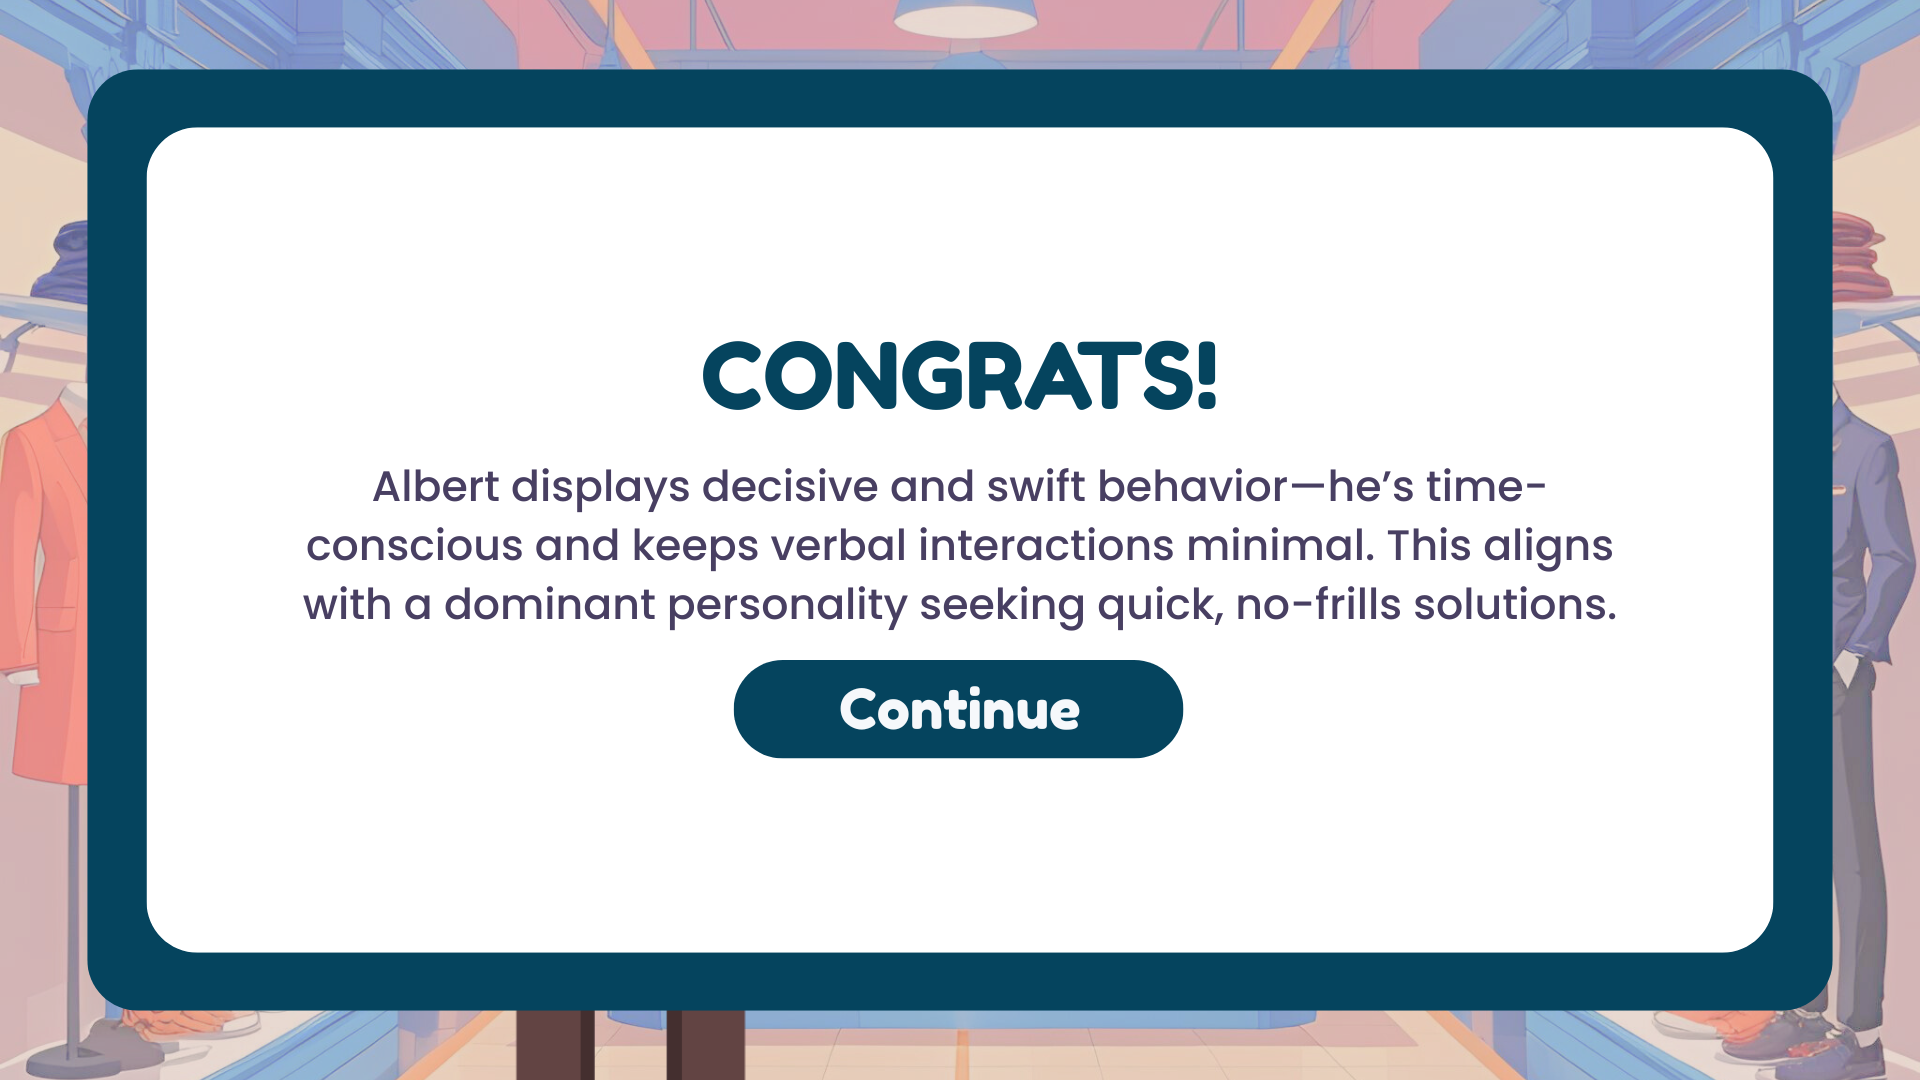 CONGRATS!
Albert displays decisive and swift behavior—he’s time-
conscious and keeps verbal interactions minimal. This aligns
with a dominant personality seeking quick, no-frills solutions.
Continue